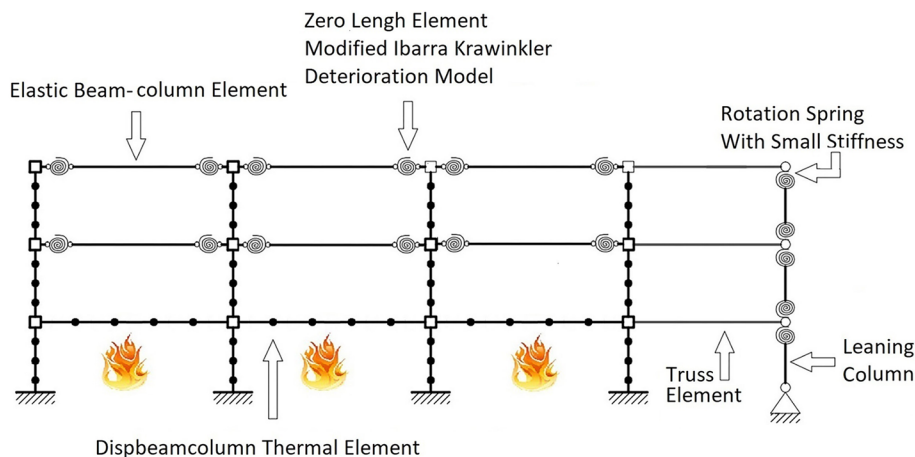 Zero Lengh Element
Modified Ibarra Krawinkler
Deterioration Model
Elastic Beam-column Element
Rotation Spring
With Small Stiffness
Leaning
Column
Truss
Element
Dispbeamcolumn Thermal Element